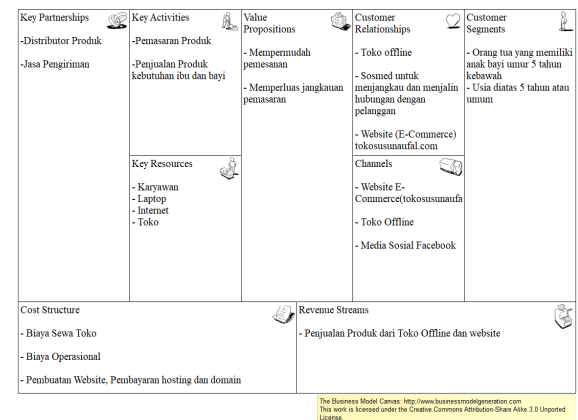 Key Partnerships
-Distributor Produk
-Jasa Pengiriman
Key Activities
-Pemasaran Produk
-Penjualan Produk
kebutuhan ibu dan bayi
Key Resources
- Karyawan
- Laptop
- Internet
- Toko
Value
Propositions
- Mempermudah
pemesanan
- Memperluas jangkauan
pemasaran
Customer
Relationships
- Toko offline
- Sosmed untuk
menjangkau dan menjalin
hubungan dengan
pelanggan
- Website (E-Commerce)
tokosusunaufal.com
Channels
- Website E-
Commerce(tokosusunaufa
- Toko Offline
- Media Sosial Facebook
Customer
Segments
- Orang tua yang memiliki
anak bayi umur 5 tahun
kebawah
- Usia diatas 5 tahun atau
umum
Cost Structure
- Biaya Sewa Toko
- Biaya Operasional
- Pembuatan Website, Pembayaran hosting dan domain
Revenue Streams
- Penjualan Produk dari Toko Offline dan website
The Business Model Canvas: http://www.businessmodelgeneration.com
This work is licensed under the Creative Commons Attribution-Share Alike 3.0 Unported
License.